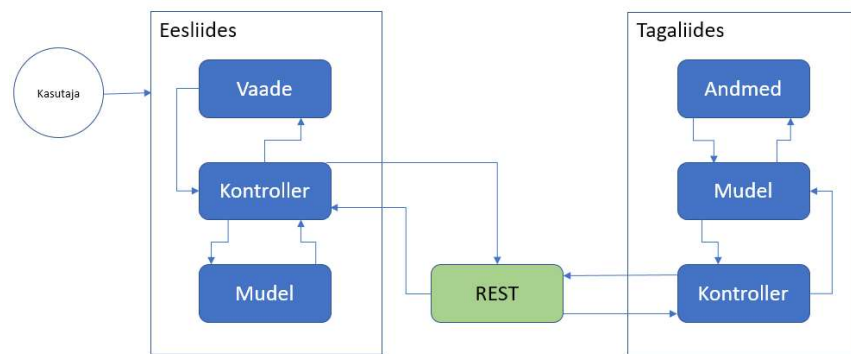 Eesliides
Tagaliides
Kasutaja
Vaade
Andmed
Kontroller
Mudel
Mudel
REST
Kontroller